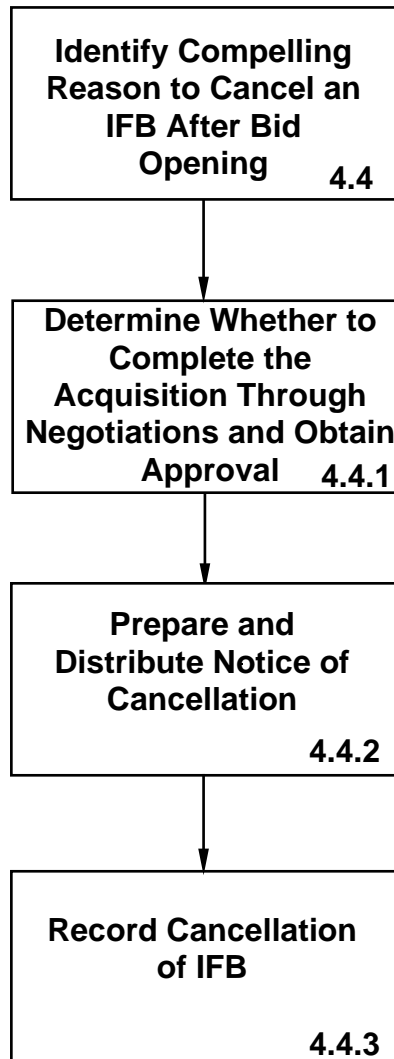 Identify Compelling
Reason to Cancel an
IFB After Bid
Opening
4.4
Determine Whether to
Complete the
Acquisition Through
Negotiations and Obtain
Approval
4.4.1
Prepare and
Distribute Notice of
Cancellation
4.4.2
Record Cancellation
of IFB
4.4.3